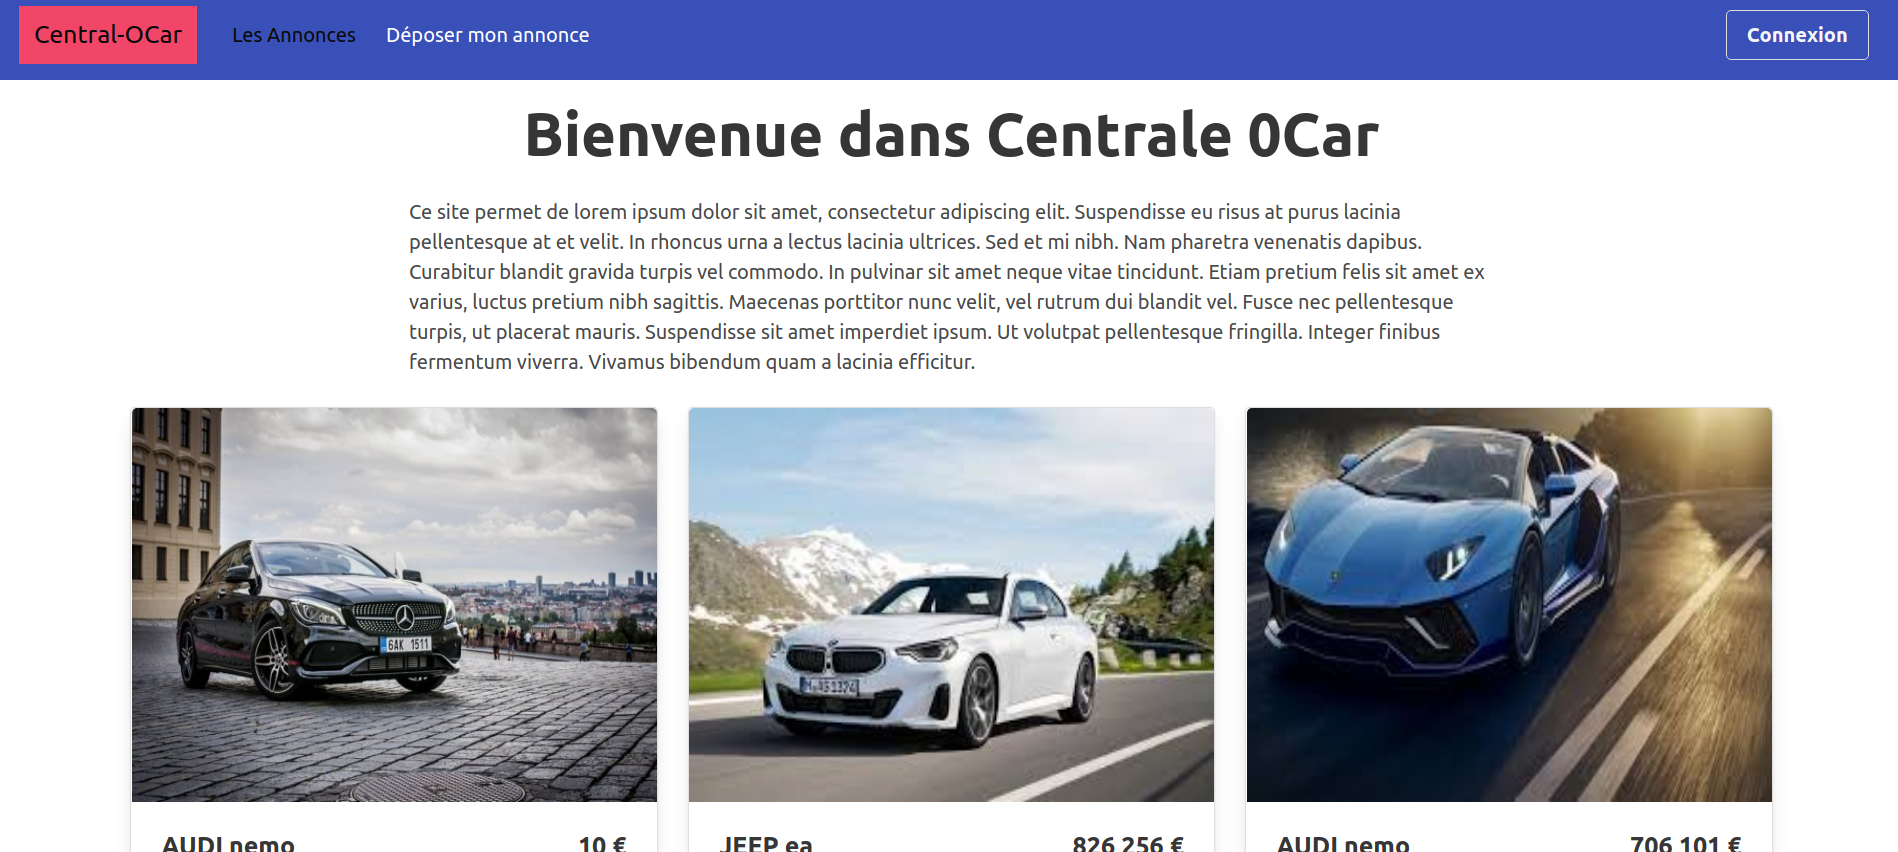 Central-OCar
Les Annonces
Déposer mon annonce
Connexion
Bienvenue dans Centrale 0Car
Ce site permet de lorem ipsum dolor sit amet, consectetur adipiscing elit. Suspendisse eu risus at purus lacinia
pellentesque at et velit. In rhoncus urna a lectus lacinia ultrices. Sed et mi nibh. Nam pharetra venenatis dapibus.
Curabitur blandit gravida turpis vel commodo. In pulvinar sit amet neque vitae tincidunt. Etiam pretium felis sit amet ex
varius, luctus pretium nibh sagittis. Maecenas porttitor nunc velit, vel rutrum dui blandit vel. Fusce nec pellentesque
turpis, ut placerat mauris. Suspendisse sit amet imperdiet ipsum. Ut volutpat pellentesque fringilla. Integer finibus
fermentum viverra. Vivamus bibendum quam a lacinia efficitur.
6AK 1511
AUDI nemo
10 €
JEEP ea
826 256 €
AUDI nemo
706 101 €